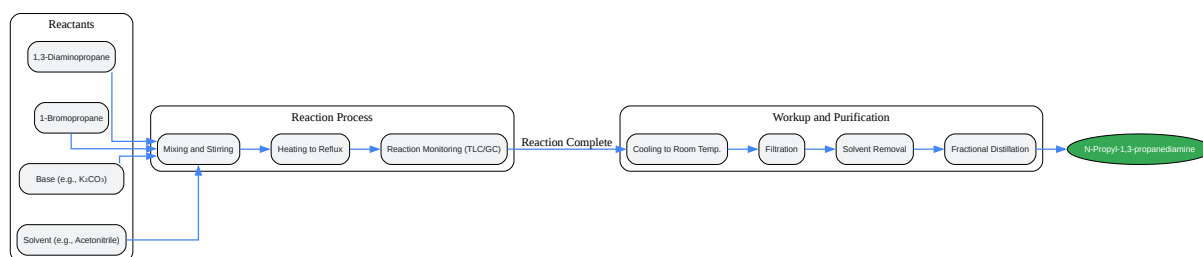 Reactants
1,3-Diaminopropane
1-Bromopropane
Base (e.g., K₂CO₃)
Solvent (e.g., Acetonitrile)
Reaction Process
Mixing and Stirring
Heating to Reflux
Reaction Monitoring (TLC/GC)
Reaction Complete
Workup and Purification
Cooling to Room Temp.
Filtration
Solvent Removal
Fractional Distillation
N-Propyl-1,3-propanediamine